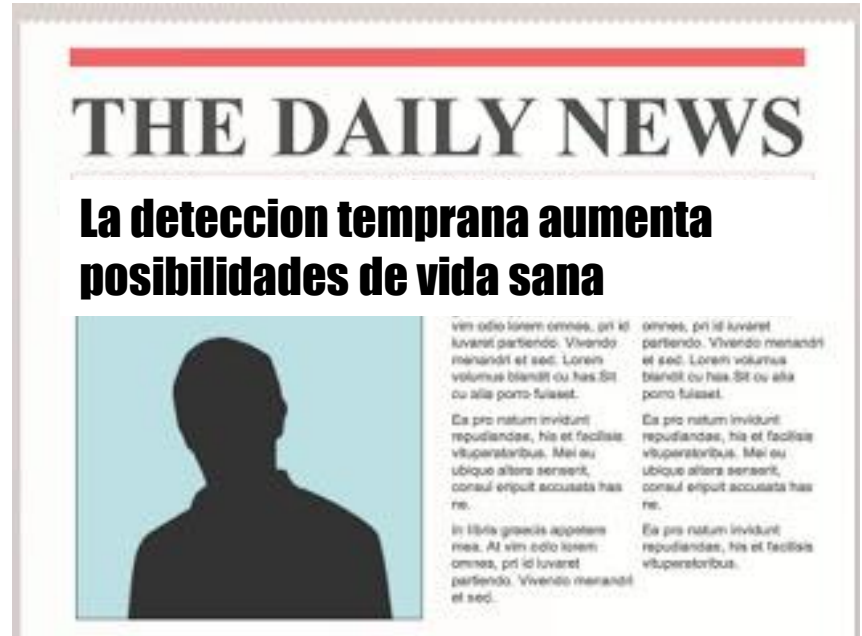 THE DAILY NEWS
La deteccion temprana aumenta
posibilidades de vida sana
vim odio lorem omnes, pri id
iuvaret partiendo. Vivendo
menandri et sed. Lorem
volumus blandit cu has.Sit
cu alia porro fuisset.
Ea pro natum invidunt
repudiandae, his et facilisis
vituperatoribus. Mei eu
ubique altera senserit,
consul eripuit accusata has
ne.
In libris graecis appetere
mea. At vim odio lorem
omnes, pri id iuvaret
partiendo. Vivendo menandri
et sed.
omnes, pri id iuvaret
partiendo. Vivendo menandri
et sed. Lorem volumus
blandit cu has.Sit cu alia
porro fuisset.
Ea pro natum invidunt
repudiandae, his et facilisis
vituperatoribus. Mei eu
ubique altera senserit,
consul eripuit accusata has
ne.
Ea pro natum invidunt
repudiandae, his et facilisis
vituperatoribus.